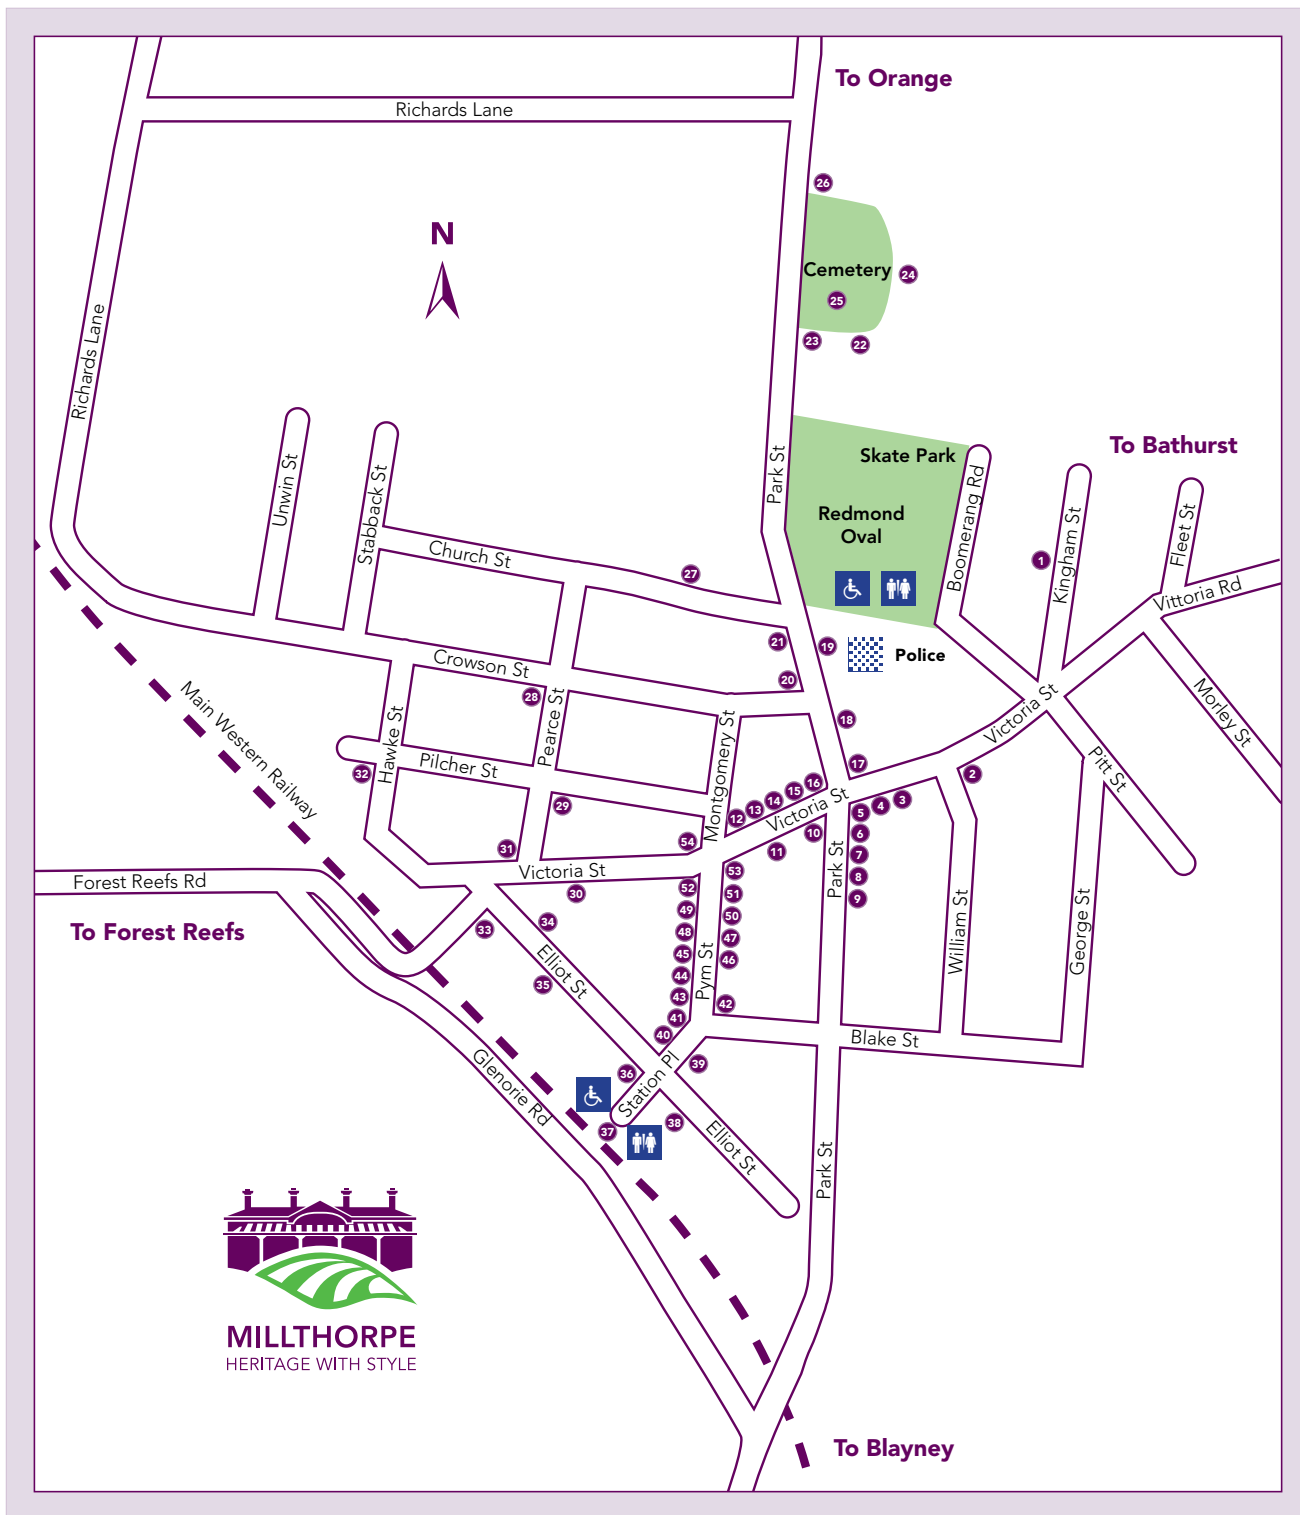 To Orange
Richards Lane
26
N
Cemetery
24
25
23
22
Richards Lane
To Bathurst
Skate Park
Park St
Unwin St
Stabback St
Boomerang Rd
Kingham St
Fleet St
Redmond
Oval
Church St
27
1
Vittoria Rd
21
19
Police
Crowson St
20
28
Main Western Railway
Pearce St
Hawke St
Montgomery St
18
Victoria St
Morley St
Pilcher St
32
17
2
Pitt St
16
15
14
13
12
Victoria St
3
4
5
29
10
6
54
11
31
7
Park St
Victoria St
53
8
Forest Reefs Rd
30
52
51
9
To Forest Reefs
33
34
49
50
48
47
William St
George St
45
46
Elliot St
35
44
Pym St
43
42
41
40
Blake St
Glenorie Rd
39
36
Station Pl
38
37
Elliot St
Park St
MILLTHORPE
HERITAGE WITH STYLE
To Blayney